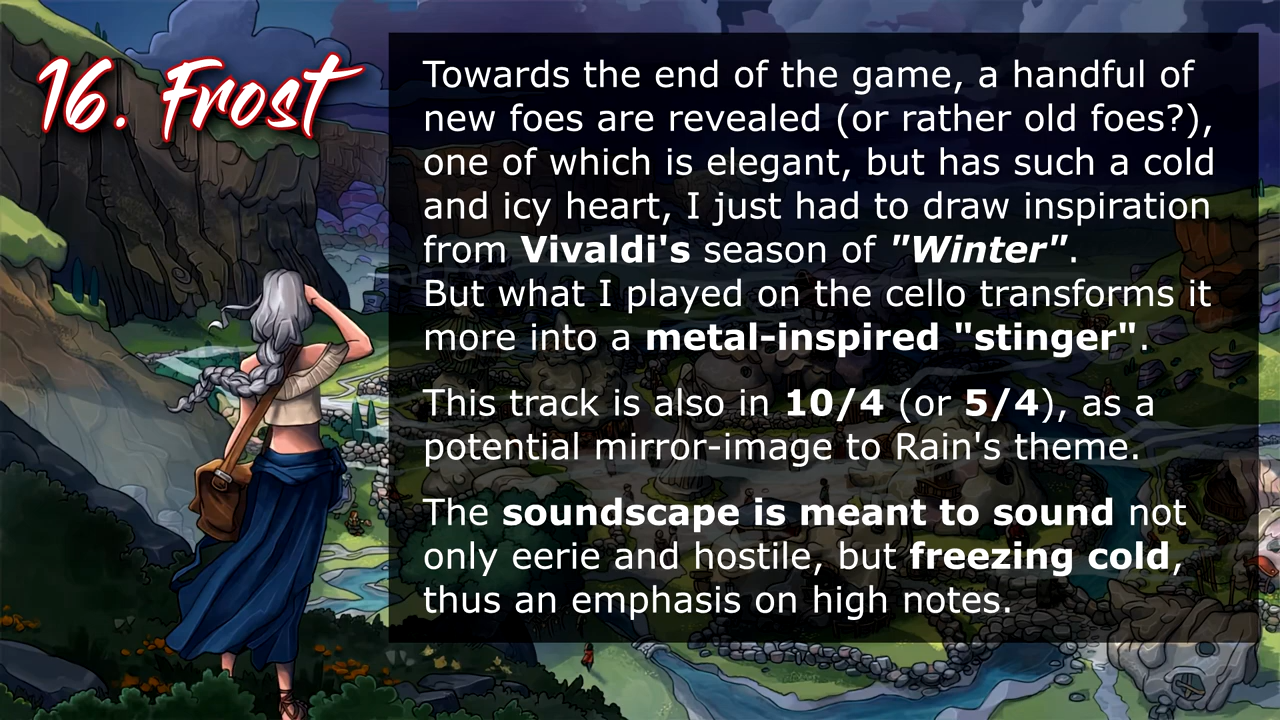 16. Frost
Towards the end of the game, a handful of
new foes are revealed (or rather old foes?),
one of which is elegant, but has such a cold
and icy heart, I just had to draw inspiration
from Vivaldi's season of "Winter".
But what I played on the cello transforms it
more into a metal-inspired "stinger".
This track is also in 10/4 (or 5/4), as a
potential mirror-image to Rain's theme.
The soundscape is meant to sound not
only eerie and hostile, but freezing cold,
thus an emphasis on high notes.